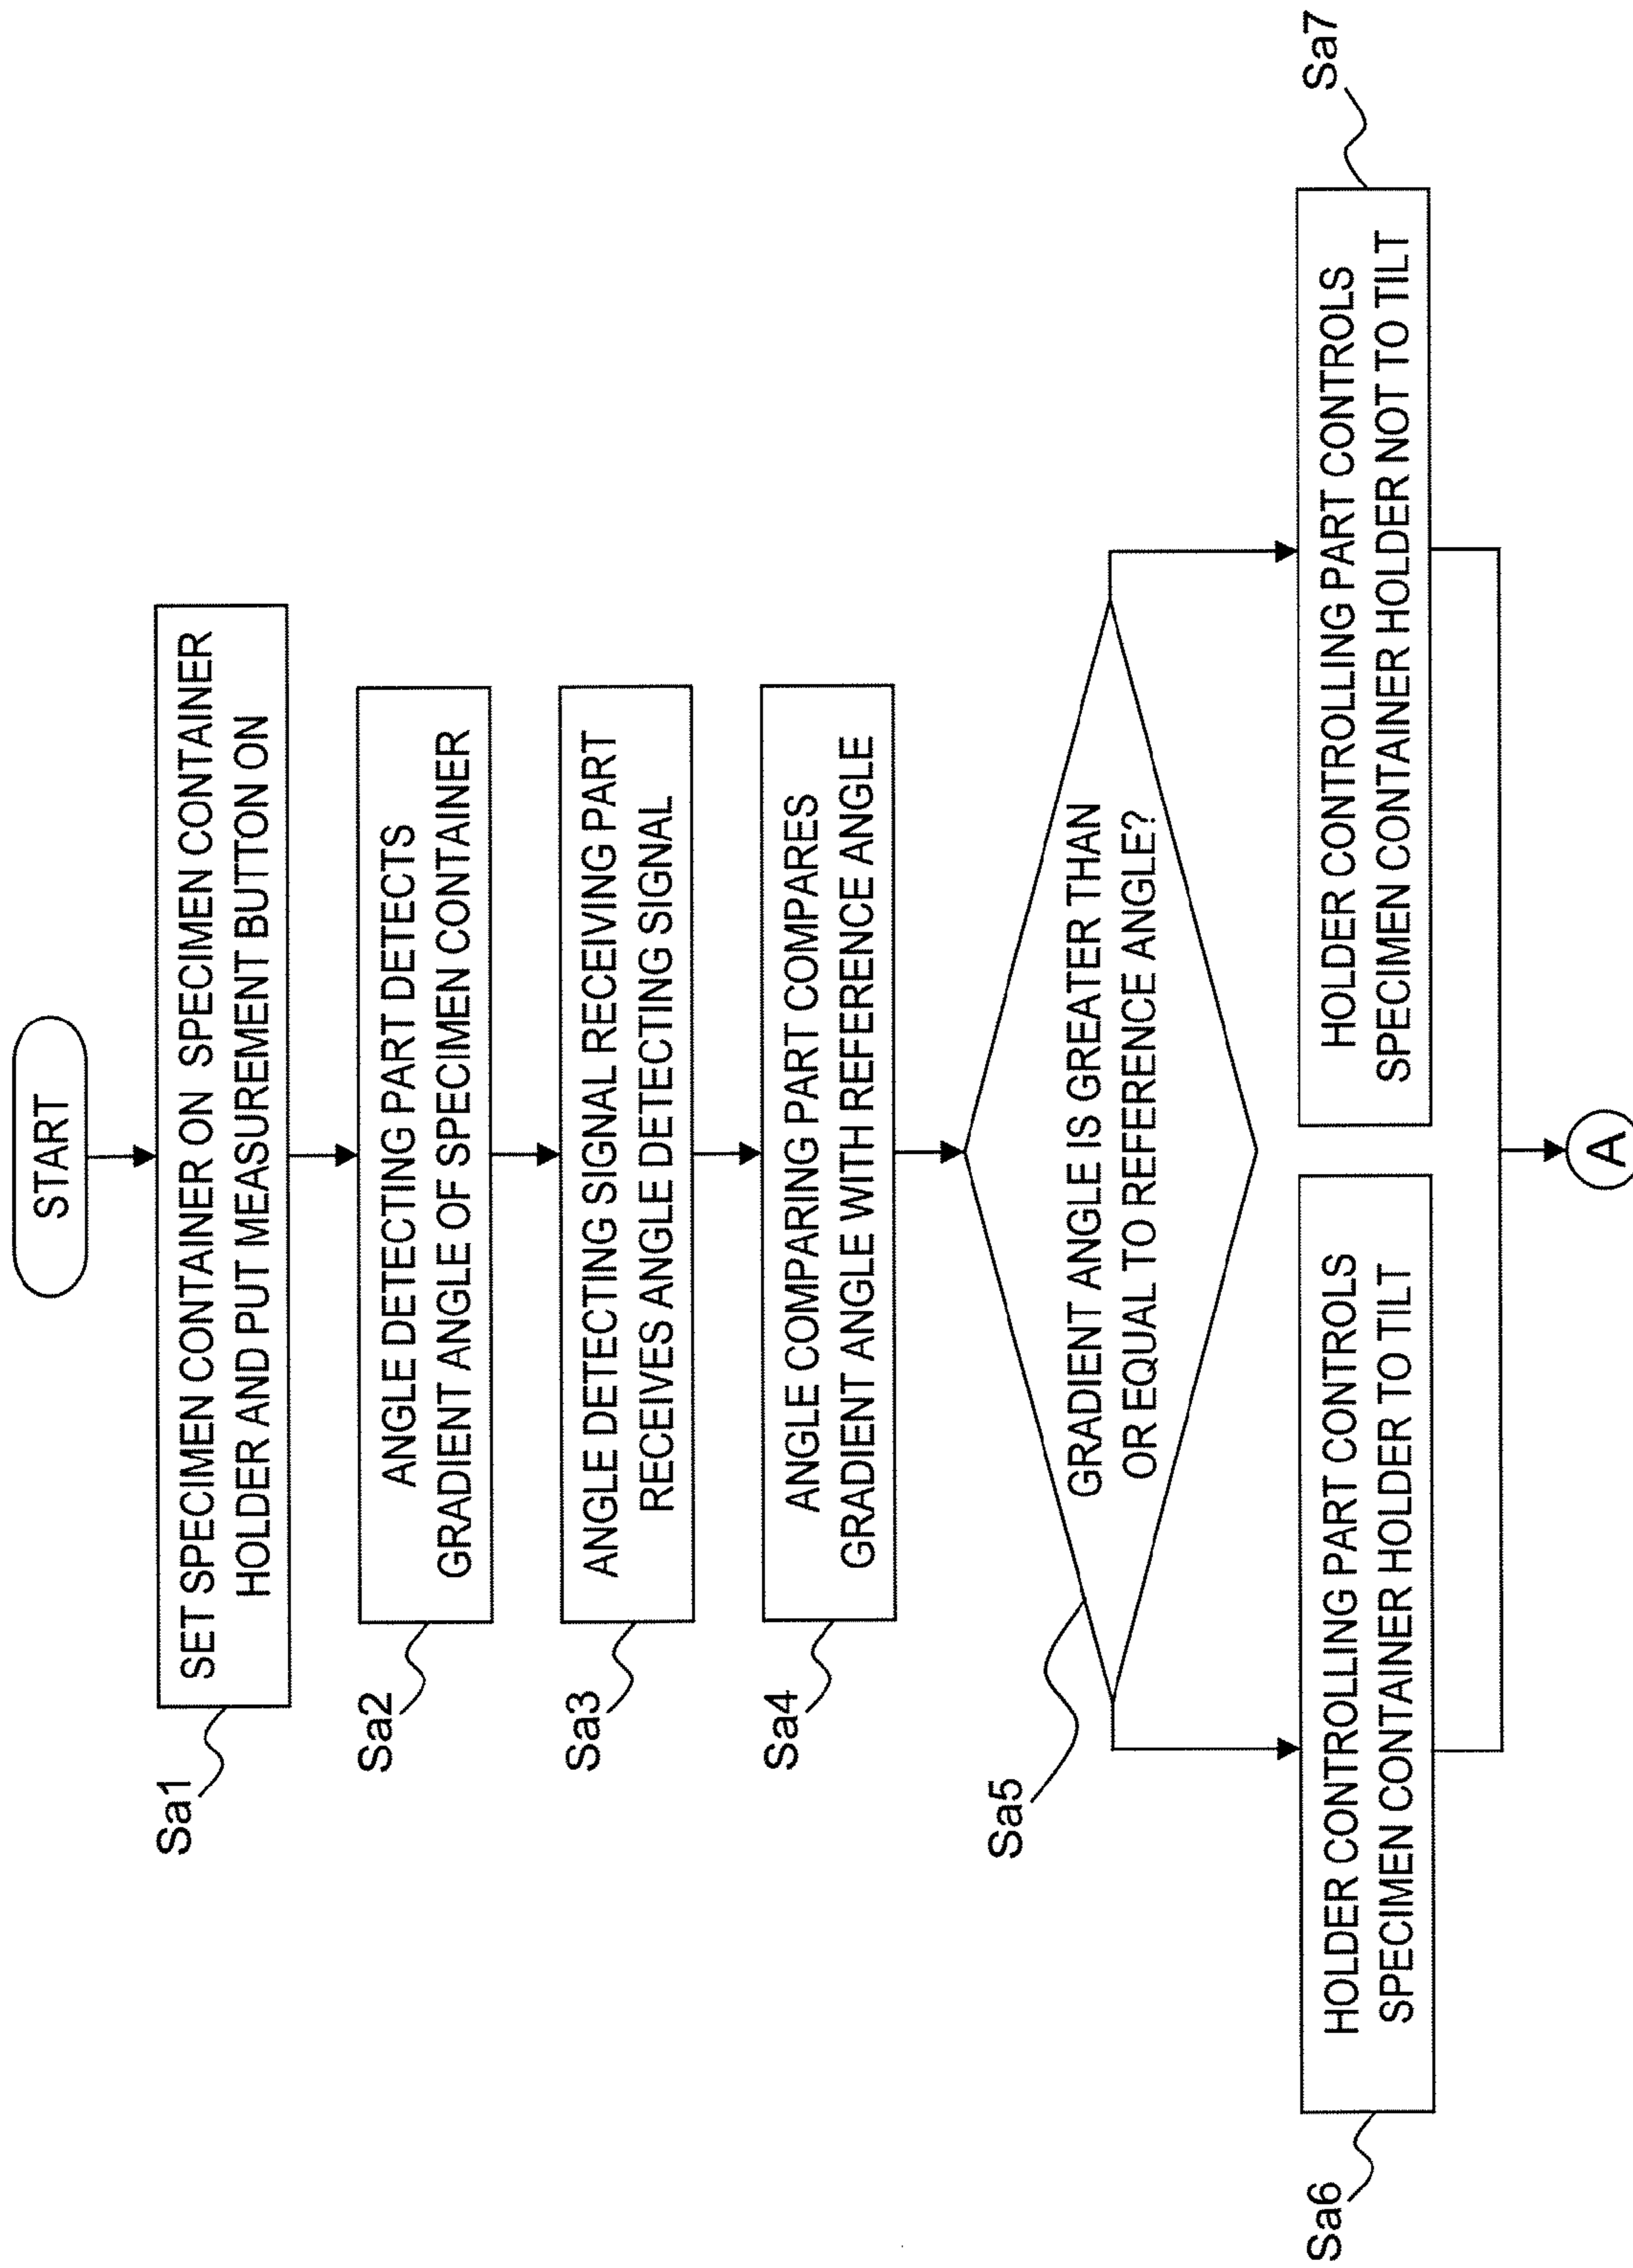 START
SET SPECIMEN CONTAINER ON SPECIMEN CONTAINER
HOLDER AND PUT MEASUREMENT BUTTON ON
Sa1
ANGLE DETECTING PART DETECTS
GRADIENT ANGLE OF SPECIMEN CONTAINER
Sa2
ANGLE DETECTING SIGNAL RECEIVING PART
RECEIVES ANGLE DETECTING SIGNAL
Sa3
ANGLE COMPARING PART COMPARES
GRADIENT ANGLE WITH REFERENCE ANGLE
Sa4
GRADIENT ANGLE IS GREATER THAN
OR EQUAL TO REFERENCE ANGLE?
Sa5
HOLDER CONTROLLING PART CONTROLS
SPECIMEN CONTAINER HOLDER TO TILT
Sa6
HOLDER CONTROLLING PART CONTROLS
SPECIMEN CONTAINER HOLDER NOT TO TILT
Sa7
A